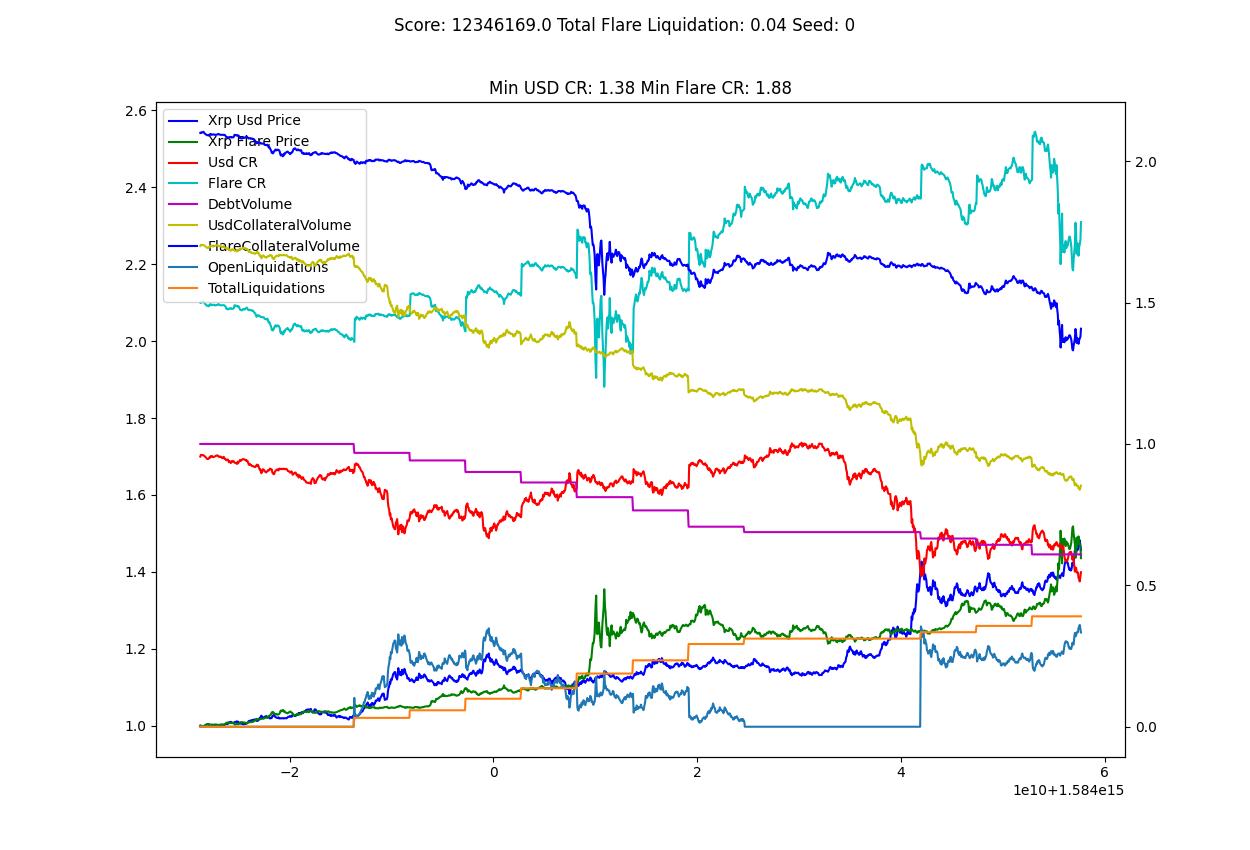 Score: 12346169.0 Total Flare Liquidation: 0.04 Seed: 0
Min USD CR: 1.38 Min Flare CR: 1.88
Xrp Usd Price
Xrp Flare Price
Usd CR
Flare CR
DebtVolume
UsdCollateralVolume
FlareCollateralVolume
OpenLiquidations
TotalLiquidations
2.6
2.4
2.2
2.0
1.8
1.6
1.4
1.2
1.0
2.0
1.5
1.0
0.5
0.0
−2 0 2 4 6
1e10+1.584e15